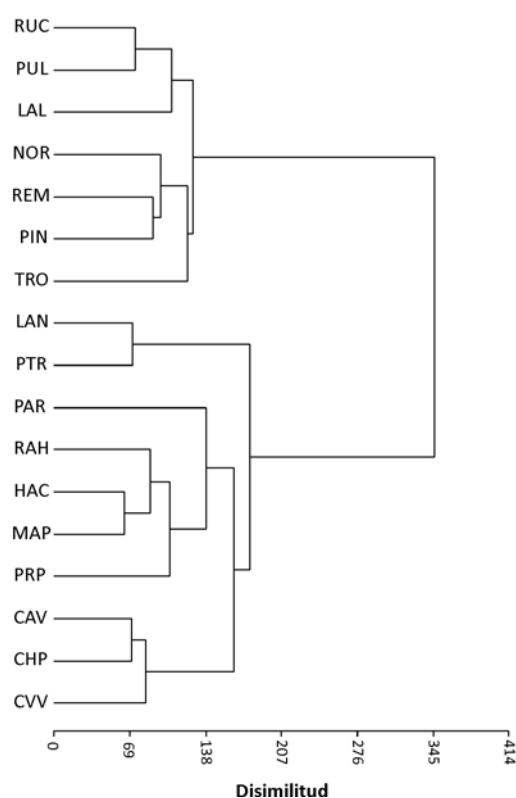 RUC
PUL
LAL
NOR
REM
PIN
TRO
LAN
PTR
PAR
RAH
HAC
MAP
PRP
CAV
CHP
CVV
0 69 138 207 276 345 414
Disimilitud